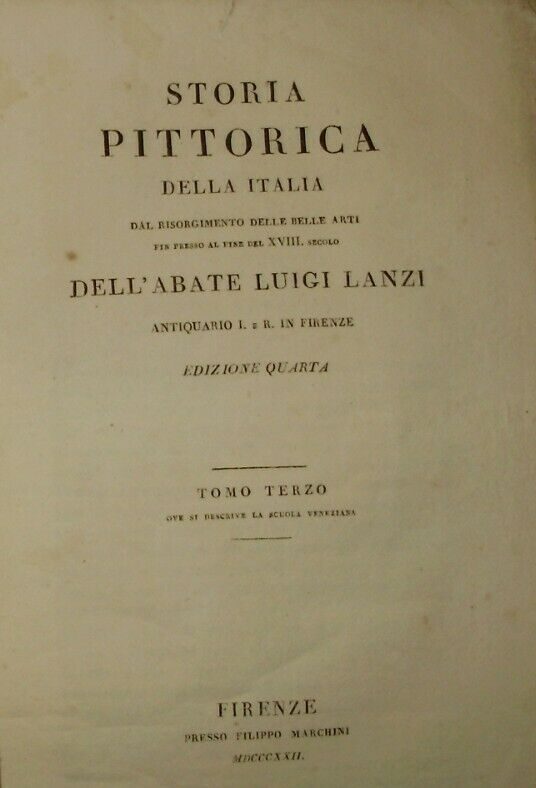 STORIA
PITTORICA
DELLA ITALIA
DAL RISORGIMENTO DELLE BELLE ARTI
FIN PRESSO AL FINE DEL XVIII. SECOLO
DELL'ABATE LUIGI LANZI
ANTIQUARIO I. E R. IN FIRENZE
EDIZIONE QUARTA
TOMO TERZO
OVE SI DESCRIVE LA SCUOLA VENEZIANA
FIRENZE
PRESSO FILIPPO MARCHINI
MDCCCXXII.